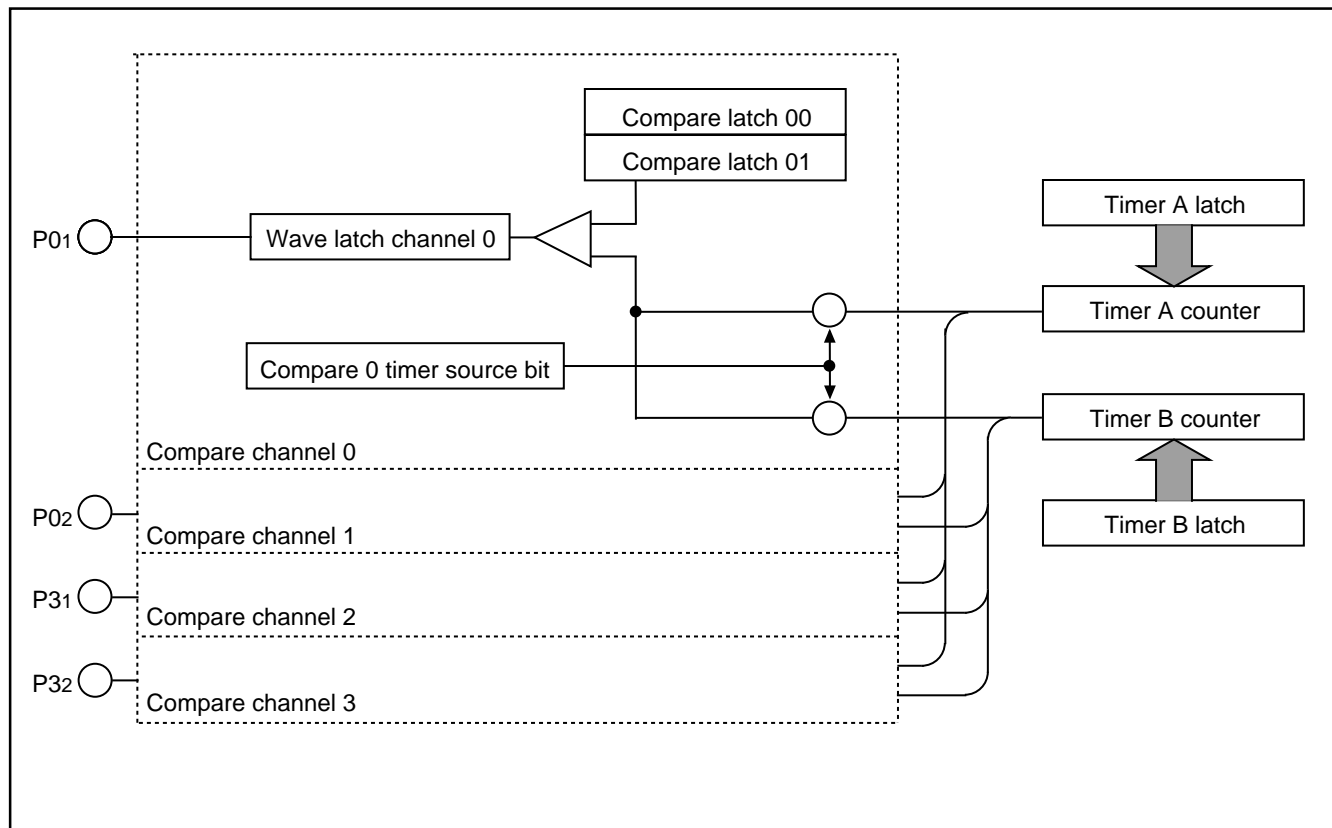 Compare latch 00
Compare latch 01
Timer A latch
P01
Wave latch channel 0
Timer A counter
Compare 0 timer source bit
Timer B counter
Compare channel 0
P02
Compare channel 1
Timer B latch
P31
Compare channel 2
P32
Compare channel 3